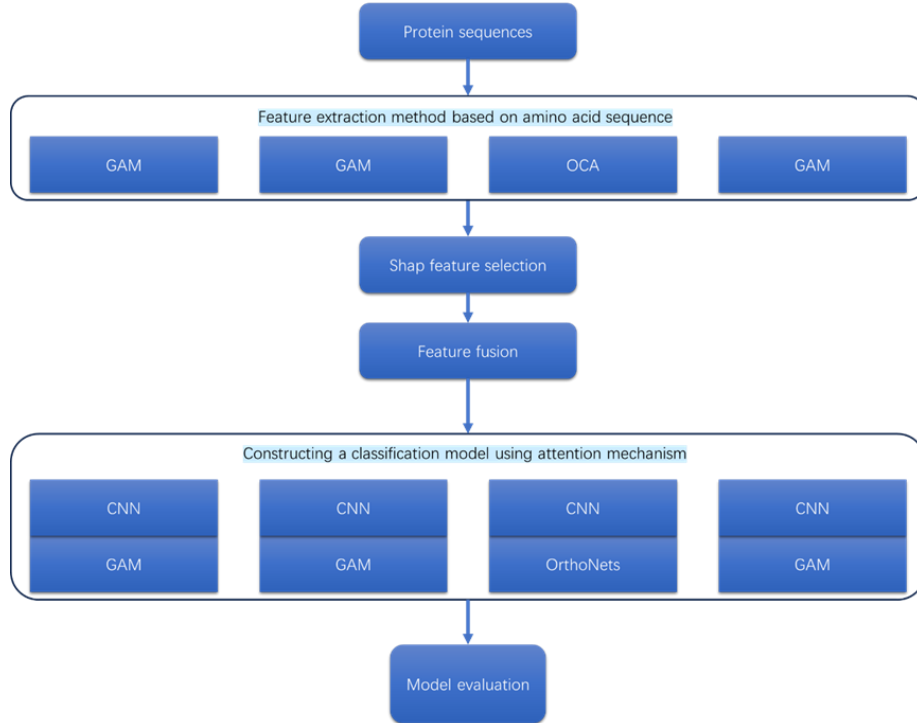 Protein sequences
Feature extraction method based on amino acid sequence
GAM GAM OCA GAM
Shap feature selection
Feature fusion
Constructing a classification model using attention mechanism
CNN CNN CNN CNN
GAM GAM OrthoNets GAM
Model evaluation